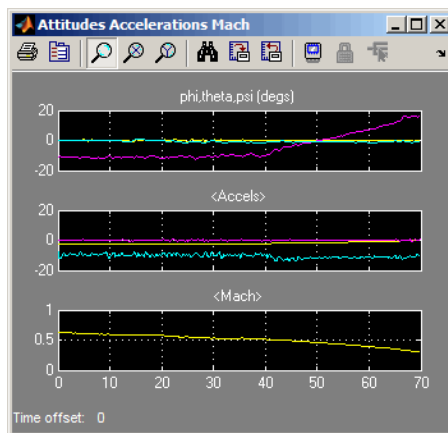 Attitudes Accelerations Mach
phi,theta,psi (degs)
20
0
-20
<Accels>
20
0
-20
<Mach>
1
0.5
0
0 10 20 30 40 50 60 70
Time offset: 0